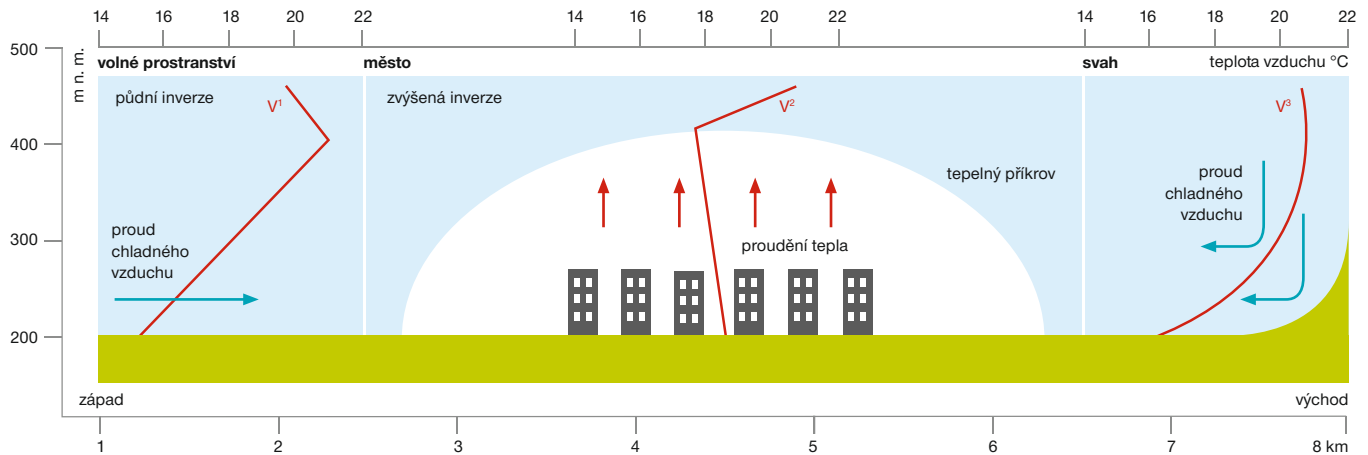 14 16 18 20 22 14 16 18 20 22 14 16 18 20 22
500
m n. m.
volné prostranství město svah teplota vzduchu °C
půdní inverze V¹ zvýšená inverze V² V³
400
tepelný příkrov
proud
chladného
vzduchu
proud
chladného
vzduchu
300
proudění tepla
200
západ východ
1 2 3 4 5 6 7 8 km